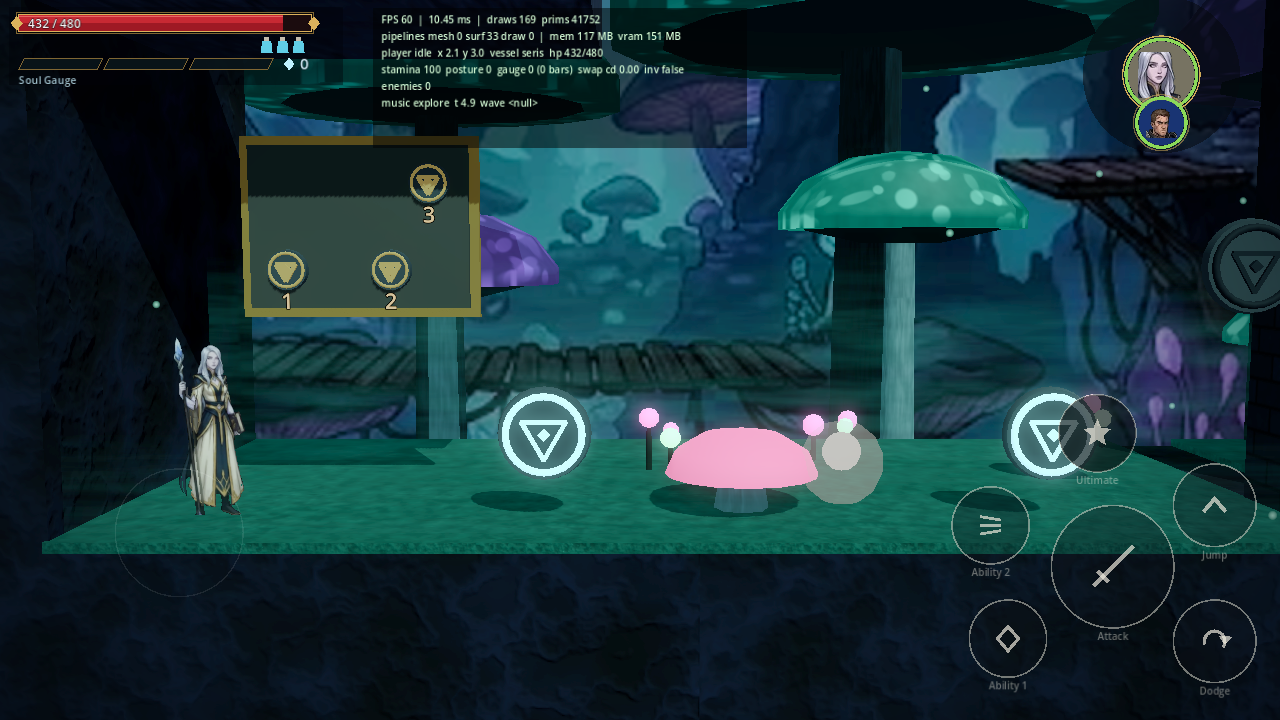 432 / 480
Soul Gauge
0
FPS 60 | 10.45 ms | draws 169 prims 41752
pipelines mesh 0 surf 33 draw 0 | mem 117 MB vram 151 MB
player idle x 2.1 y 3.0 vessel seris hp 432/480
stamina 100 posture 0 gauge 0 (0 bars) swap cd 0.00 inv false
enemies 0
music explore t 4.9 wave <null>
3
1
2
Ultimate
Ability 2
Jump
Attack
Ability 1
Dodge